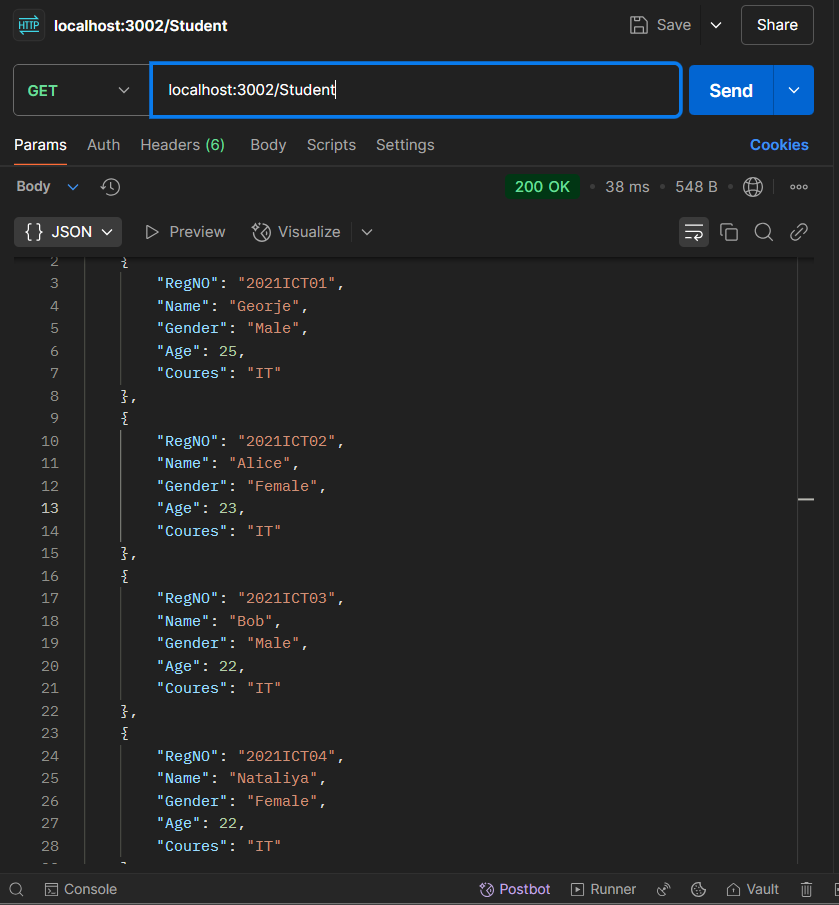 HTTP localhost:3002/Student Save Share
GET localhost:3002/Student Send
Params Auth Headers (6) Body Scripts Settings Cookies
Body 200 OK • 38 ms • 548 B •
{} JSON Preview Visualize
2 {
3 "RegNO": "2021ICT01",
4 "Name": "Georje",
5 "Gender": "Male",
6 "Age": 25,
7 "Coures": "IT"
8 },
9 {
10 "RegNO": "2021ICT02",
11 "Name": "Alice",
12 "Gender": "Female",
13 "Age": 23,
14 "Coures": "IT"
15 },
16 {
17 "RegNO": "2021ICT03",
18 "Name": "Bob",
19 "Gender": "Male",
20 "Age": 22,
21 "Coures": "IT"
22 },
23 {
24 "RegNO": "2021ICT04",
25 "Name": "Nataliya",
26 "Gender": "Female",
27 "Age": 22,
28 "Coures": "IT"
Console Postbot Runner Vault